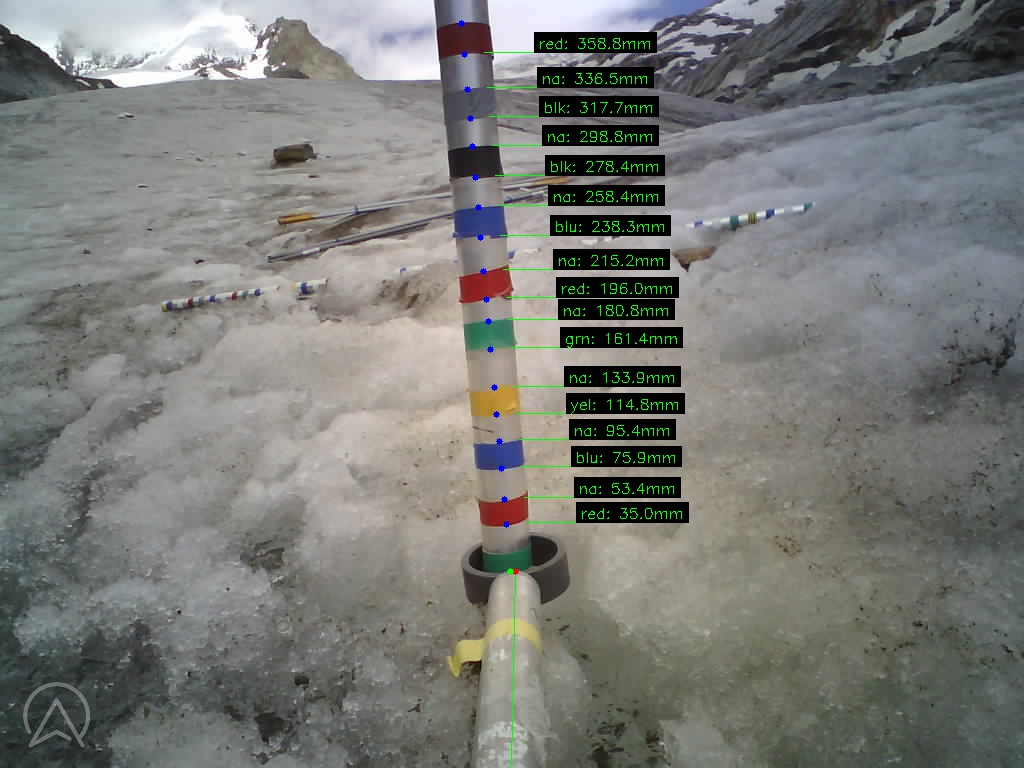 red: 358.8mm
na: 336.5mm
blk: 317.7mm
na: 298.8mm
blk: 278.4mm
na: 258.4mm
blu: 238.3mm
na: 215.2mm
red: 196.0mm
na: 180.8mm
grn: 161.4mm
na: 133.9mm
yel: 114.8mm
na: 95.4mm
blu: 75.9mm
na: 53.4mm
red: 35.0mm